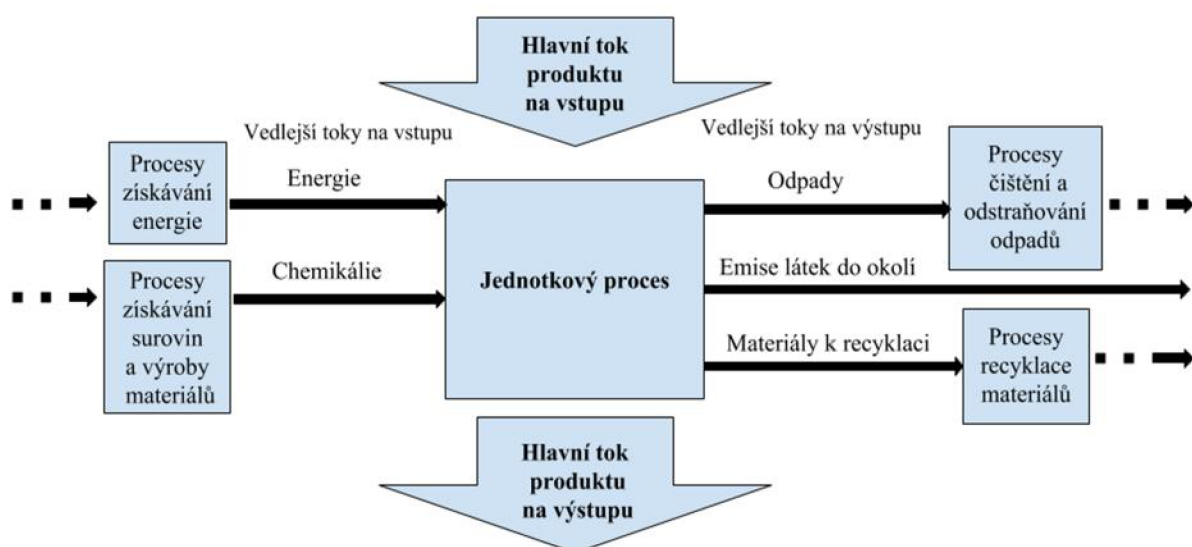 Hlavní tok
produktu
na vstupu
Vedlejší toky na vstupu
Vedlejší toky na výstupu
Procesy
získávání
energie
Energie
Odpady
Procesy
čištění a
odstraňování
odpadů
Procesy
získávání
surovin
a výroby
materiálů
Chemikálie
Jednotkový proces
Emise látek do okolí
Materiály k recyklaci
Procesy
recyklace
materiálů
Hlavní tok
produktu
na výstupu